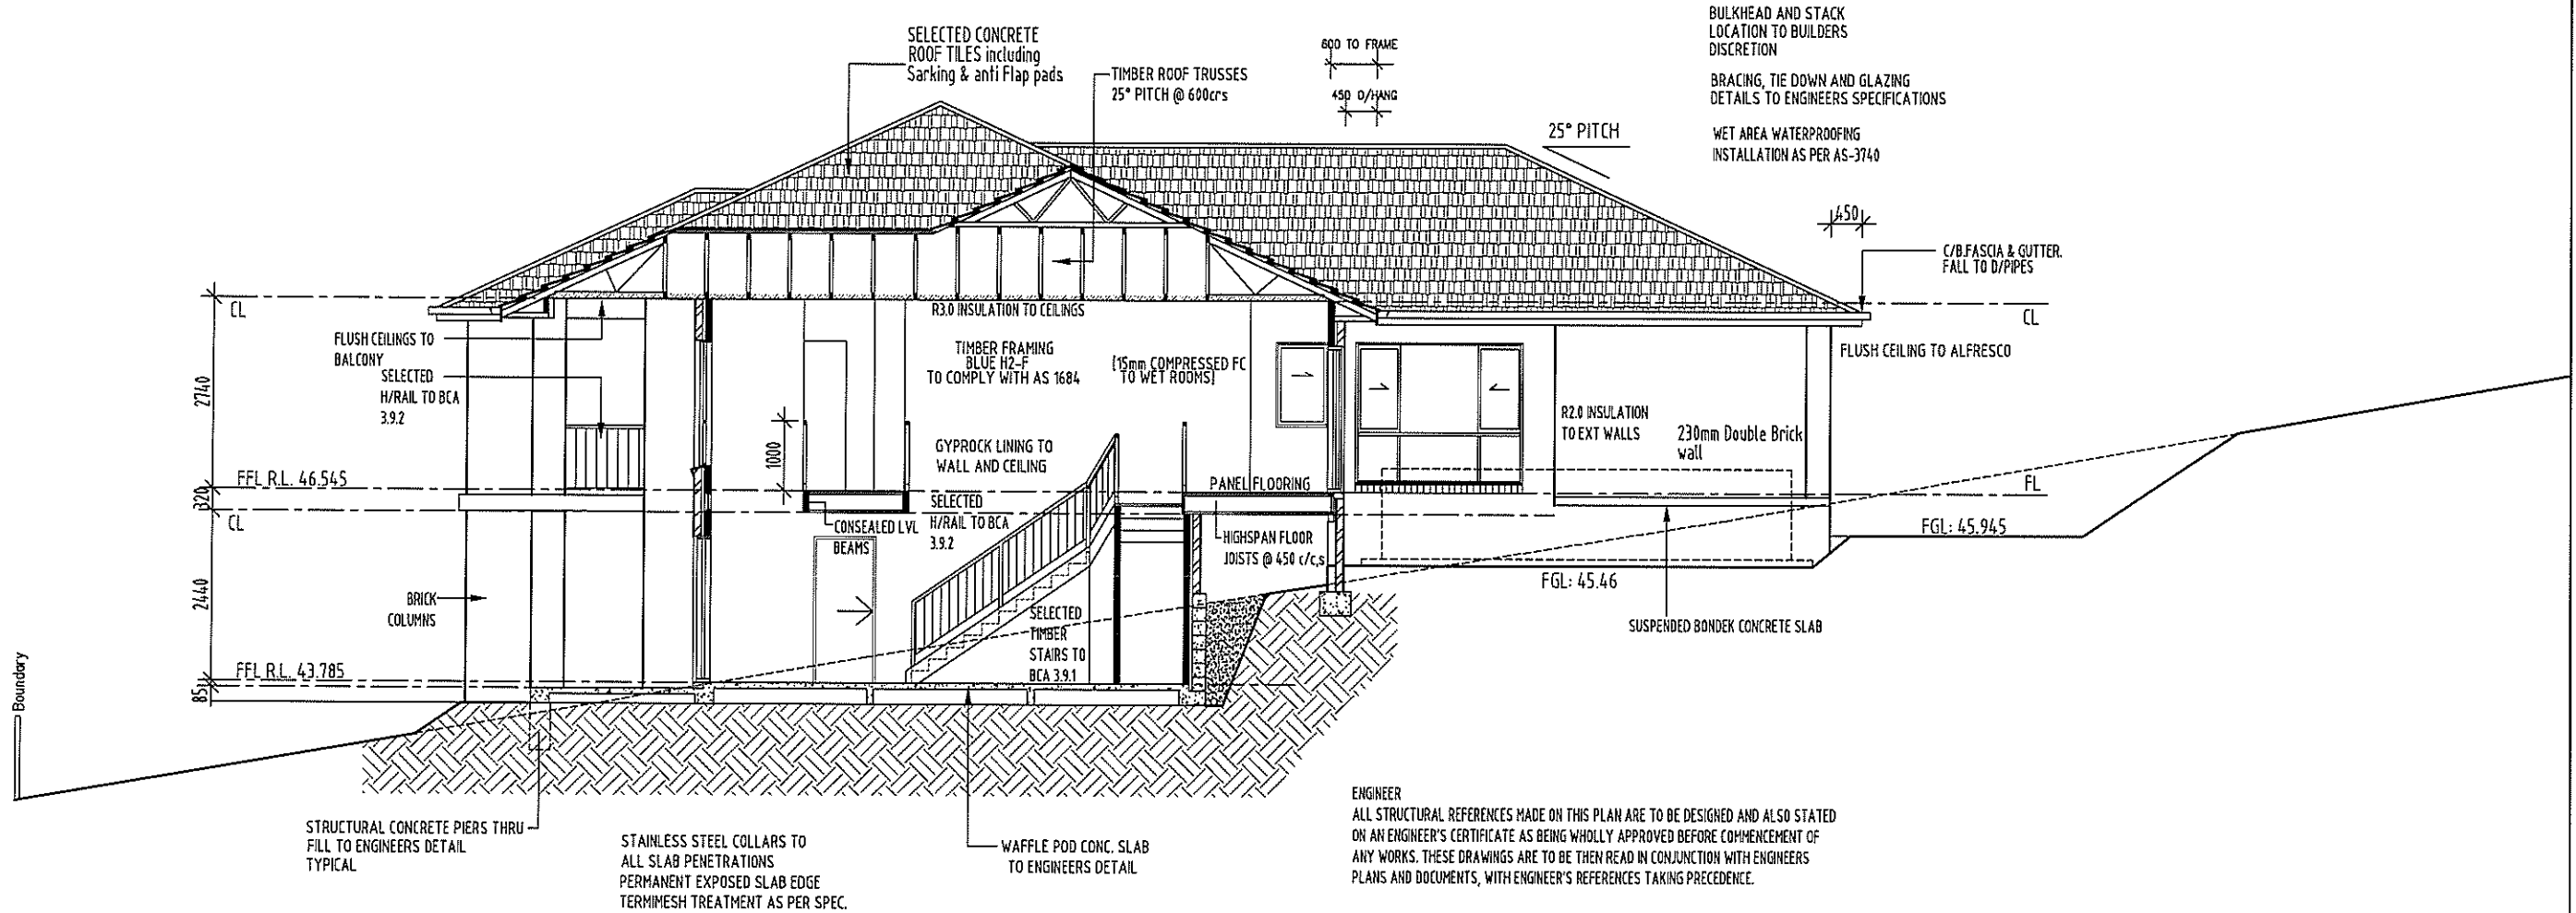 BULKHEAD AND STACK
LOCATION TO BUILDERS
DISCRETION
BRACING, TIE DOWN AND GLAZING
DETAILS TO ENGINEERS SPECIFICATIONS
WET AREA WATERPROOFING
INSTALLATION AS PER AS-3740
SELECTED CONCRETE
ROOF TILES including
Sarking & anti Flap pads
TIMBER ROOF TRUSSES
25° PITCH @ 600crs
600 TO FRAME
450 O/HANG
25° PITCH
450
C/B.FASCIA & GUTTER.
FALL TO D/PIPES
CL
CL
FLUSH CEILINGS TO
BALCONY
SELECTED
H/RAIL TO BCA
3.9.2
R3.0 INSULATION TO CEILINGS
TIMBER FRAMING
BLUE H2-F
TO COMPLY WITH AS 1684
(15mm COMPRESSED FC
TO WET ROOMS)
FLUSH CEILING TO ALFRESCO
R2.0 INSULATION
TO EXT WALLS
230mm Double Brick
wall
2740
1000
GYPROCK LINING TO
WALL AND CEILING
FFL R.L. 46.545
PANEL FLOORING
FL
320
CL
CONSEALED LVL
BEAMS
SELECTED
H/RAIL TO BCA
3.9.2
HIGHSPAN FLOOR
JOISTS @ 450 c/c,s
FGL: 45.945
FGL: 45.46
2440
BRICK
COLUMNS
SELECTED
TIMBER
STAIRS TO
BCA 3.9.1
SUSPENDED BONDEK CONCRETE SLAB
FFL R.L. 43.785
85
Boundary
STRUCTURAL CONCRETE PIERS THRU
FILL TO ENGINEERS DETAIL
TYPICAL
STAINLESS STEEL COLLARS TO
ALL SLAB PENETRATIONS
PERMANENT EXPOSED SLAB EDGE
TERMIMESH TREATMENT AS PER SPEC.
WAFFLE POD CONC. SLAB
TO ENGINEERS DETAIL
ENGINEER
ALL STRUCTURAL REFERENCES MADE ON THIS PLAN ARE TO BE DESIGNED AND ALSO STATED
ON AN ENGINEER'S CERTIFICATE AS BEING WHOLLY APPROVED BEFORE COMMENCEMENT OF
ANY WORKS. THESE DRAWINGS ARE TO BE THEN READ IN CONJUNCTION WITH ENGINEERS
PLANS AND DOCUMENTS, WITH ENGINEER'S REFERENCES TAKING PRECEDENCE.